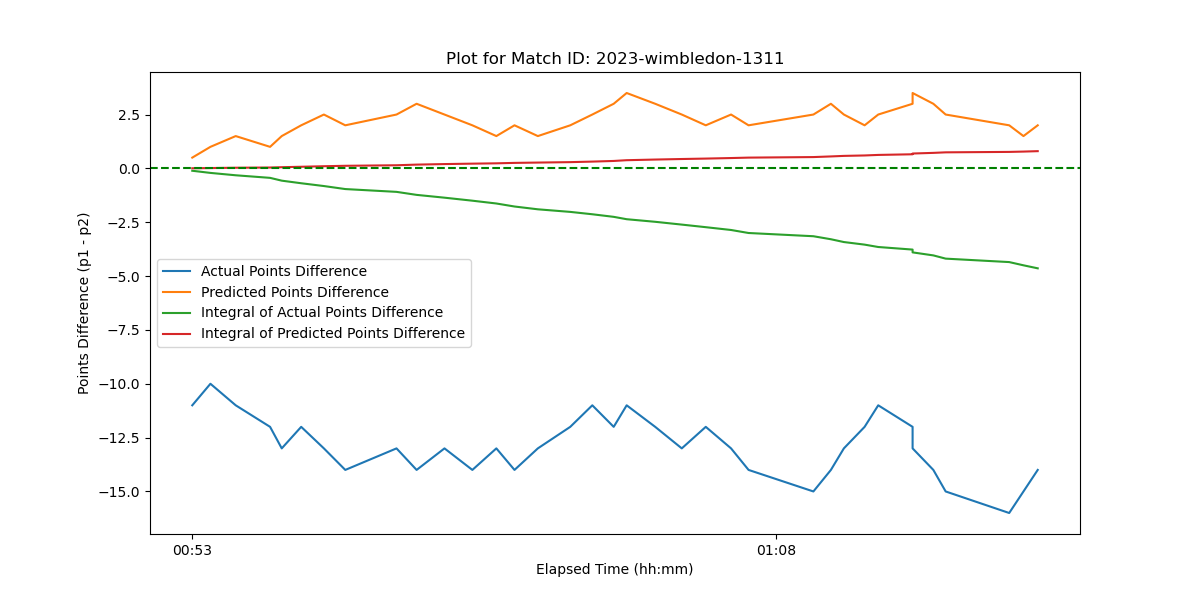 Plot for Match ID: 2023-wimbledon-1311
Points Difference (p1 - p2)
2.5
0.0
−2.5
−5.0
−7.5
−10.0
−12.5
−15.0
Actual Points Difference
Predicted Points Difference
Integral of Actual Points Difference
Integral of Predicted Points Difference
00:53
01:08
Elapsed Time (hh:mm)